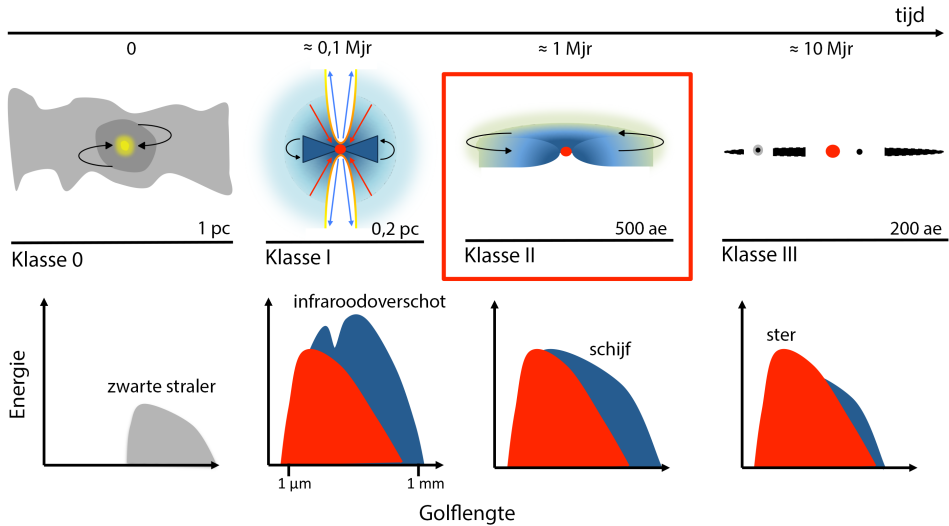 tijd
0
≈ 0,1 Mjr
≈ 1 Mjr
≈ 10 Mjr
1 pc
0,2 pc
500 ae
200 ae
Klasse 0
Klasse I
Klasse II
Klasse III
Energie
zwarte straler
infraroodoverschot
schijf
ster
1 µm
1 mm
Golflengte